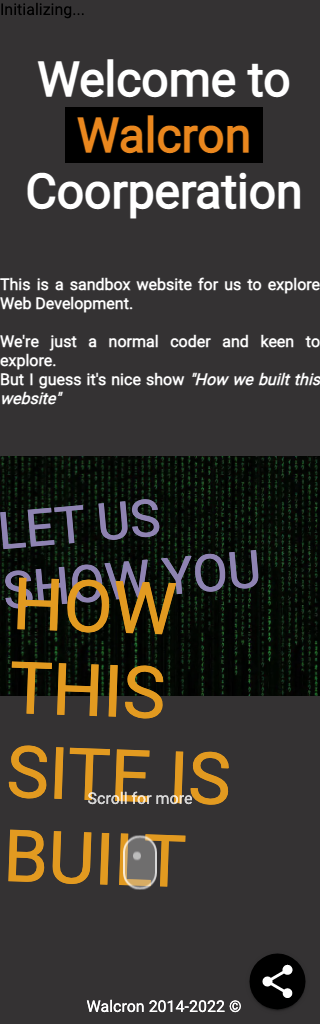 Initializing...
Welcome to
Walcron
Coorperation
This is a sandbox website for us to explore
Web Development.
We're just a normal coder and keen to
explore.
But I guess it's nice show "How we built this
website"
LET US
SHOW YOU
HOW
THIS
SITE IS
BUILT
Scroll for more
Walcron 2014-2022 ©